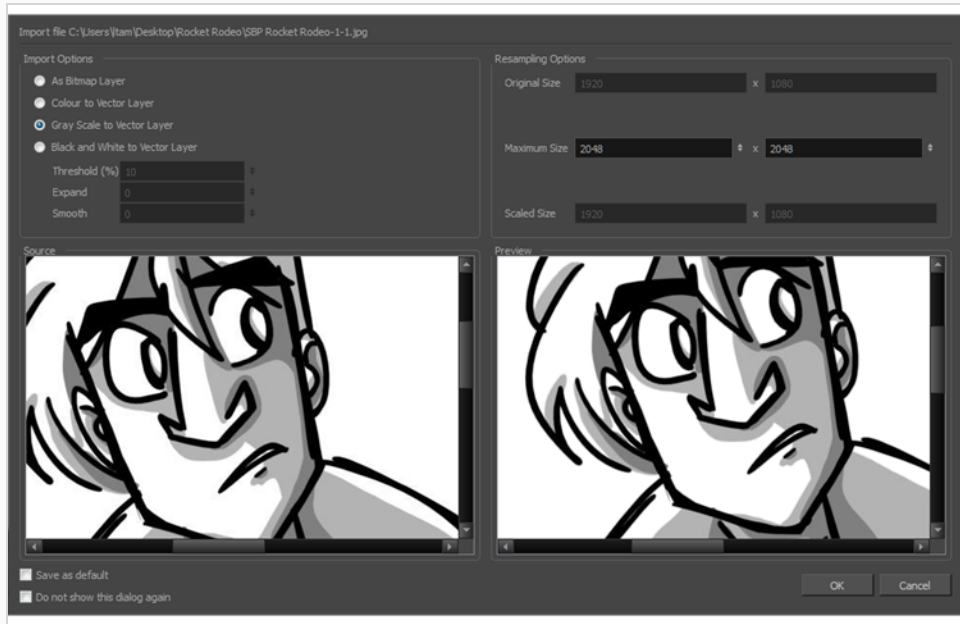 Import file C:\Users\Itam\Desktop\Rocket Rodeo\SBP Rocket Rodeo-1-1.jpg
Import Options
As Bitmap Layer
Colour to Vector Layer
Gray Scale to Vector Layer
Black and White to Vector Layer
Threshold (%) 10
Expand 0
Smooth 0
Resampling Options
Original Size 1920 x 1080
Maximum Size 2048 x 2048
Scaled Size 1920 x 1080
Source
Preview
Save as default
Do not show this dialog again
OK
Cancel